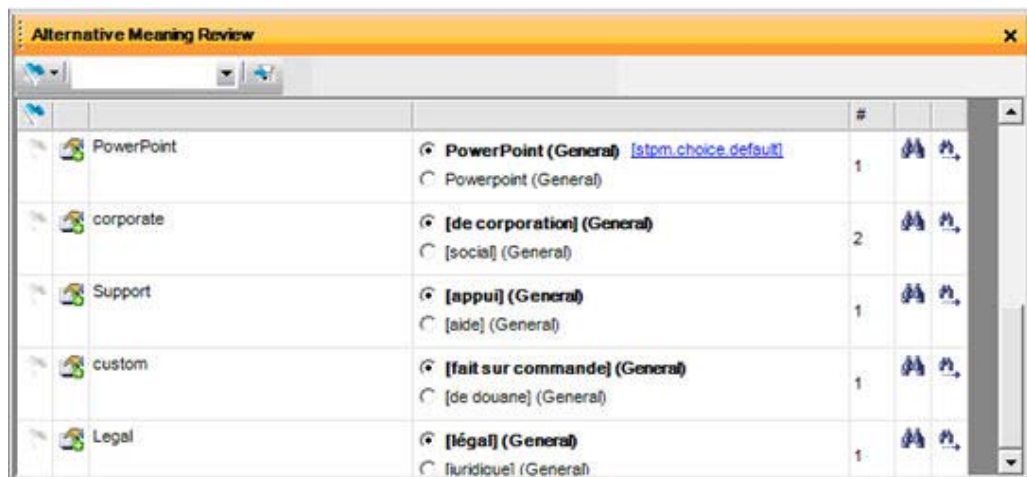 Alternative Meaning Review
#
PowerPoint
PowerPoint (General) [stpm.choice.default]
Powerpoint (General)
1
corporate
[de corporation] (General)
[social] (General)
2
Support
[appui] (General)
[aide] (General)
1
custom
[fait sur commande] (General)
[de douane] (General)
1
Legal
[légal] (General)
[juridique] (General)
1